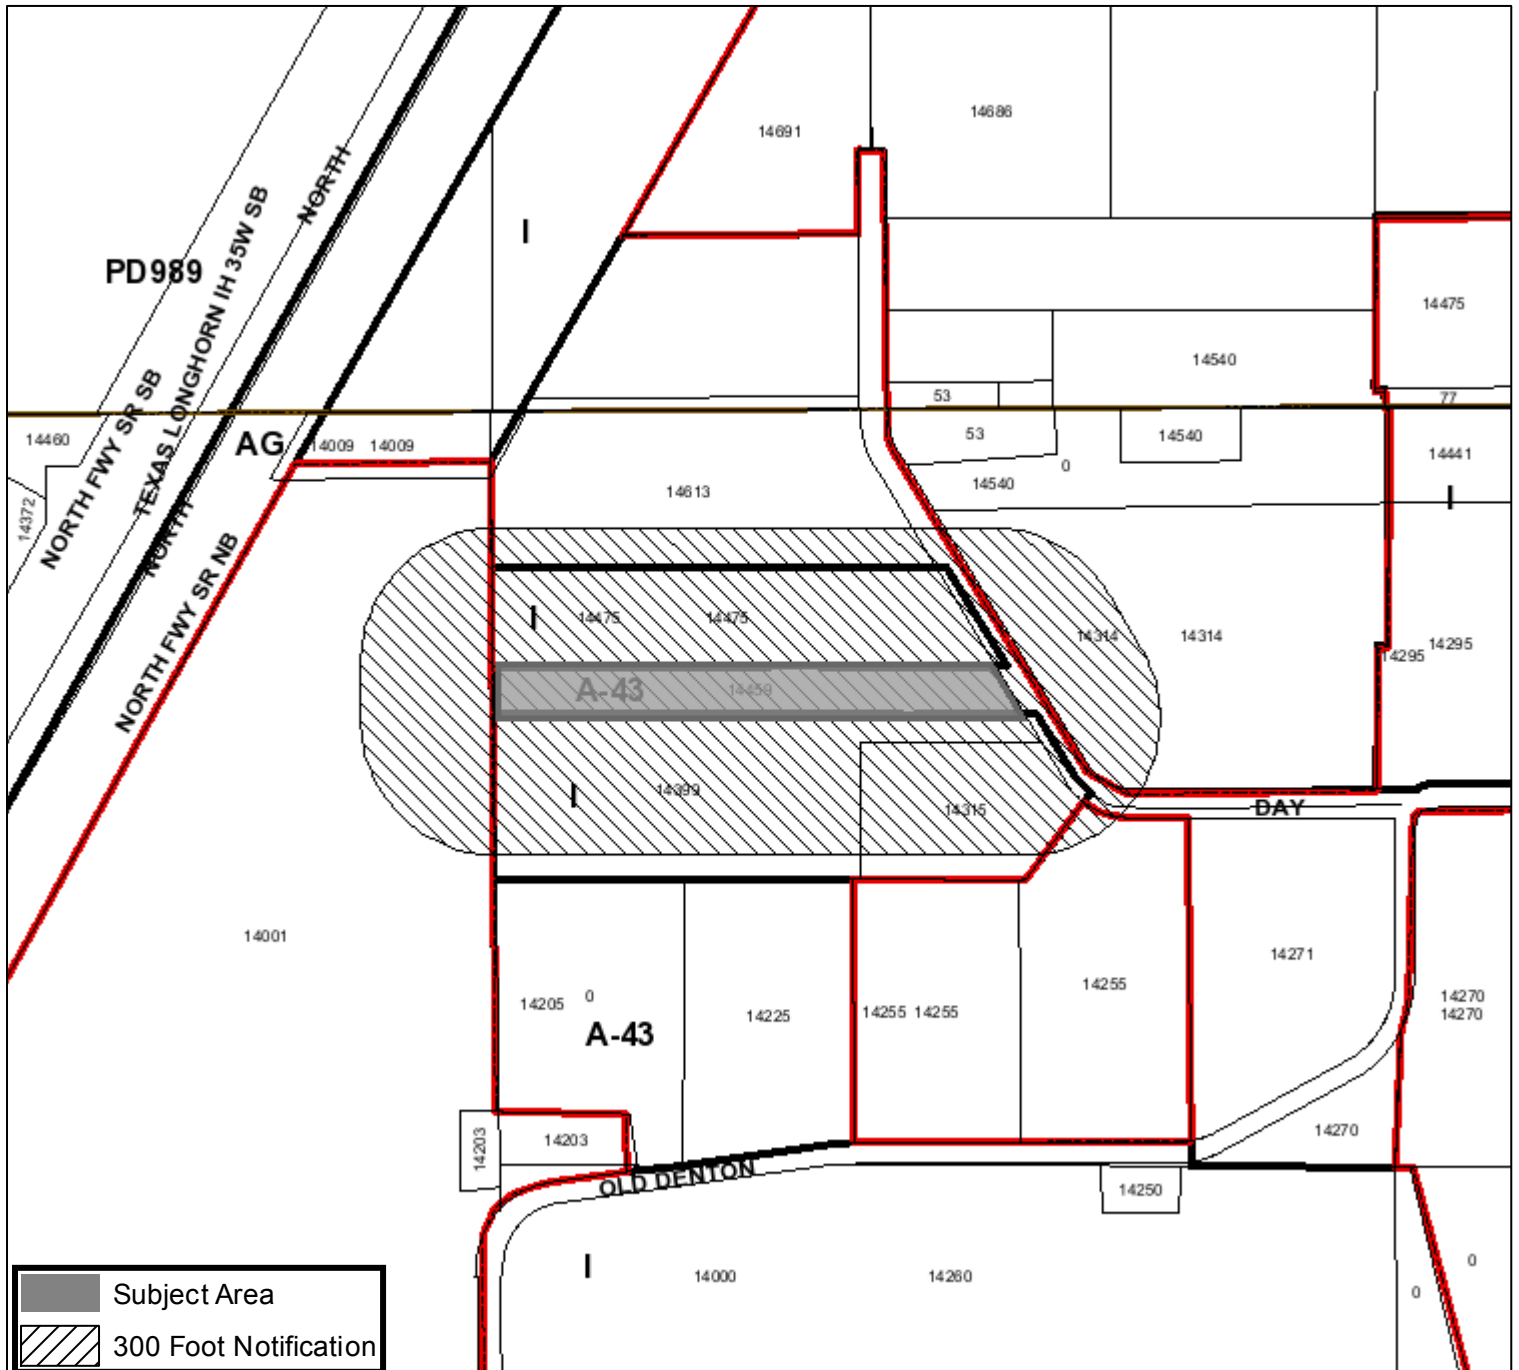 14686
14691
NORTH
I
TEXAS LONGHORN IH 35W SB
PD989
14475
14540
NORTH FWY SR SB
53
77
14460
AG
14009 14009
53
14540
14441
0
14540
14613
I
14372
NORTH
NORTH FWY SR NB
I
14475
14475
14314
14314
14295
14295
A-43
14459
I
14399
14315
DAY
14001
14271
14205
0
14225
14255 14255
14255
14270
14270
A-43
14203
14203
14270
OLD DENTON
14250
I
14000
14260
0
0
Subject Area
300 Foot Notification